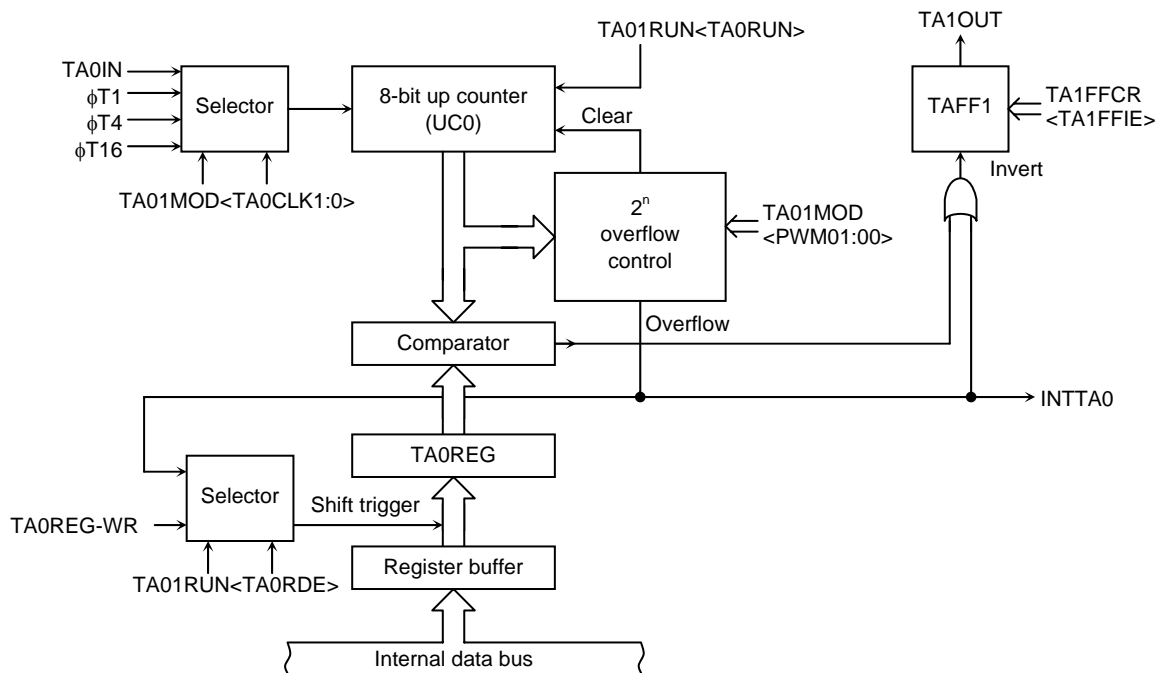 TA01RUN<TA0RUN>
TA1OUT
TA0IN
ϕT1
ϕT4
ϕT16
Selector
8-bit up counter
(UC0)
Clear
TAFF1
TA1FFCR
<TA1FFIE>
Invert
TA01MOD<TA0CLK1:0>
2ⁿ
overflow
control
TA01MOD
<PWM01:00>
Overflow
Comparator
INTTA0
TA0REG
Selector
Shift trigger
TA0REG-WR
Register buffer
TA01RUN<TA0RDE>
Internal data bus